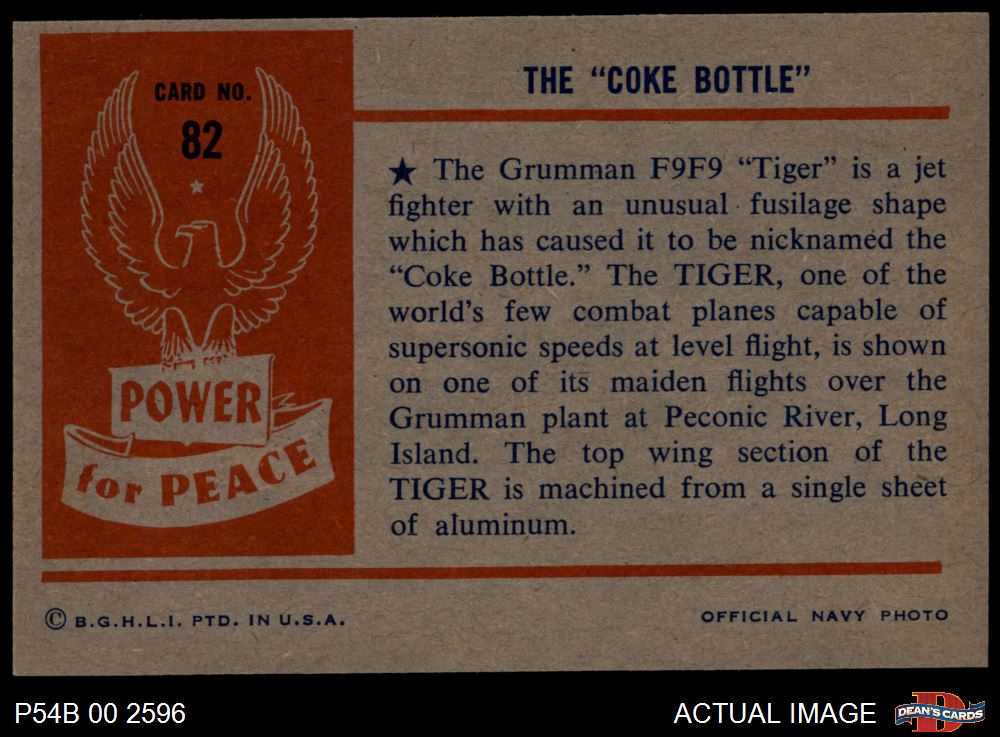 CARD NO.
82
POWER
for PEACE
THE “COKE BOTTLE”
★ The Grumman F9F9 “Tiger” is a jet
fighter with an unusual fusilage shape
which has caused it to be nicknamed the
“Coke Bottle.” The TIGER, one of the
world's few combat planes capable of
supersonic speeds at level flight, is shown
on one of its maiden flights over the
Grumman plant at Peconic River, Long
Island. The top wing section of the
TIGER is machined from a single sheet
of aluminum.
© B.G.H.L.I. PTD. IN U.S.A.
OFFICIAL NAVY PHOTO
P54B 00 2596
ACTUAL IMAGE
D
DEAN'S CARDS